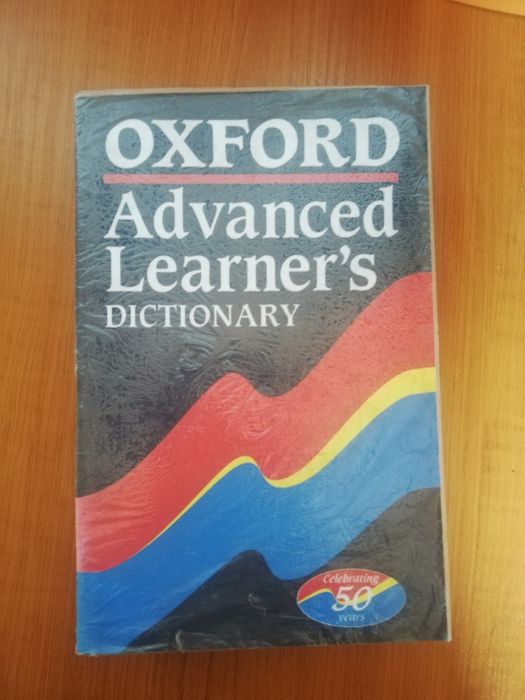 OXFORD
Advanced
Learner's
DICTIONARY
Celebrating
50
years